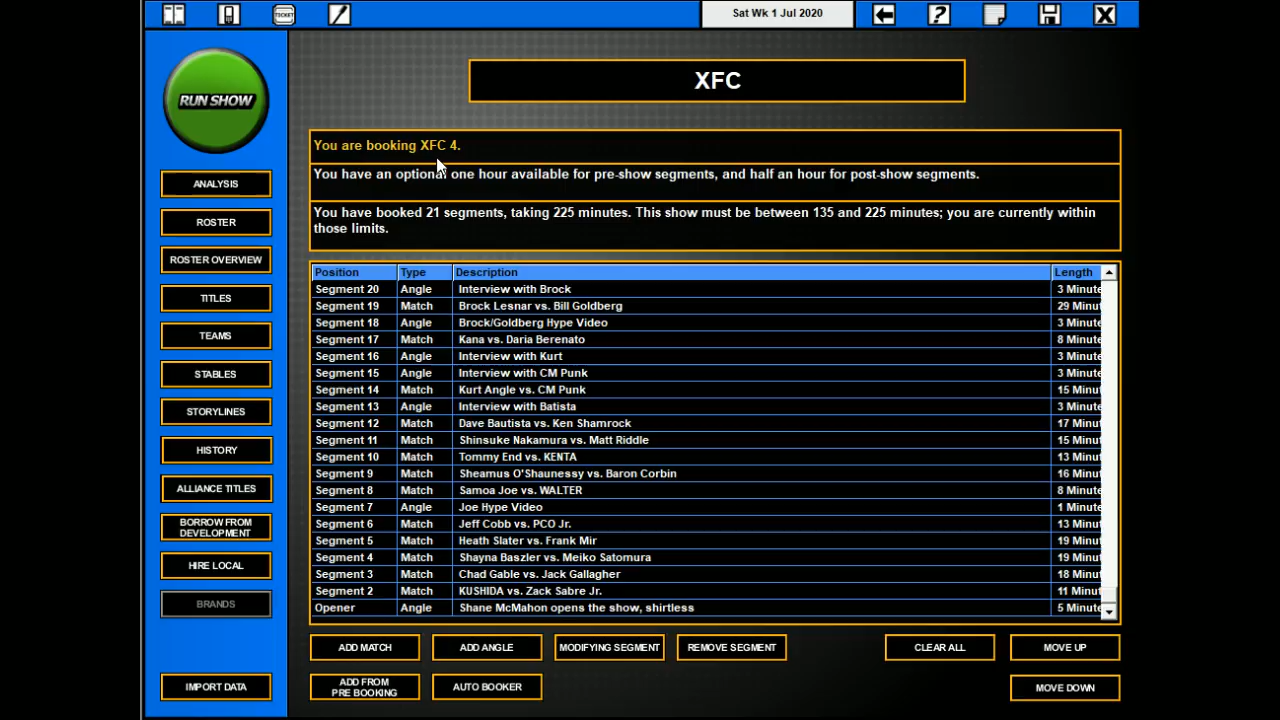 Sat Wk 1 Jul 2020
TICKET
?
X
RUN SHOW
XFC
You are booking XFC 4.
You have an optional one hour available for pre-show segments, and half an hour for post-show segments.
You have booked 21 segments, taking 225 minutes. This show must be between 135 and 225 minutes; you are currently within
those limits.
ANALYSIS
ROSTER
ROSTER OVERVIEW
TITLES
TEAMS
STABLES
STORYLINES
HISTORY
ALLIANCE TITLES
BORROW FROM
DEVELOPMENT
HIRE LOCAL
BRANDS
IMPORT DATA
Position Type Description Length
Segment 20 Angle Interview with Brock 3 Minute
Segment 19 Match Brock Lesnar vs. Bill Goldberg 29 Minut
Segment 18 Angle Brock/Goldberg Hype Video 3 Minute
Segment 17 Match Kana vs. Daria Berenato 8 Minut
Segment 16 Angle Interview with Kurt 3 Minute
Segment 15 Angle Interview with CM Punk 3 Minute
Segment 14 Match Kurt Angle vs. CM Punk 15 Minut
Segment 13 Angle Interview with Batista 3 Minute
Segment 12 Match Dave Bautista vs. Ken Shamrock 17 Minut
Segment 11 Match Shinsuke Nakamura vs. Matt Riddle 15 Minut
Segment 10 Match Tommy End vs. KENTA 13 Minut
Segment 9 Match Sheamus O'Shaunessy vs. Baron Corbin 16 Minut
Segment 8 Match Samoa Joe vs. WALTER 8 Minut
Segment 7 Angle Joe Hype Video 1 Minute
Segment 6 Match Jeff Cobb vs. PCO Jr. 13 Minut
Segment 5 Match Heath Slater vs. Frank Mir 19 Minut
Segment 4 Match Shayna Baszler vs. Meiko Satomura 19 Minut
Segment 3 Match Chad Gable vs. Jack Gallagher 18 Minut
Segment 2 Match KUSHIDA vs. Zack Sabre Jr. 11 Minut
Opener Angle Shane McMahon opens the show, shirtless 5 Minute
ADD MATCH
ADD ANGLE
MODIFYING SEGMENT
REMOVE SEGMENT
CLEAR ALL
MOVE UP
ADD FROM
PRE BOOKING
AUTO BOOKER
MOVE DOWN